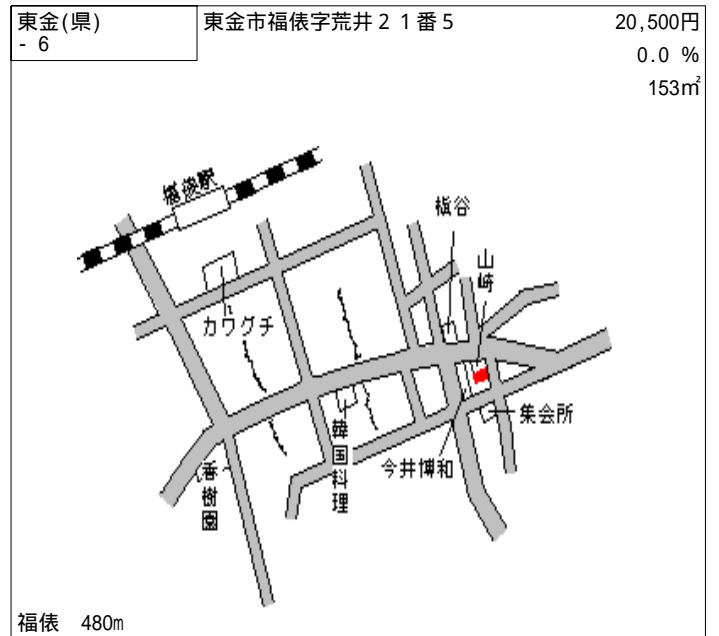 東金(県)
- 6
東金市福俵字荒井２１番5
20,500円
0.0 %
153㎡
福俵駅
槇谷
山崎
カワグチ
集会所
韓国料理
今井博和
香樹園
福俵 480m